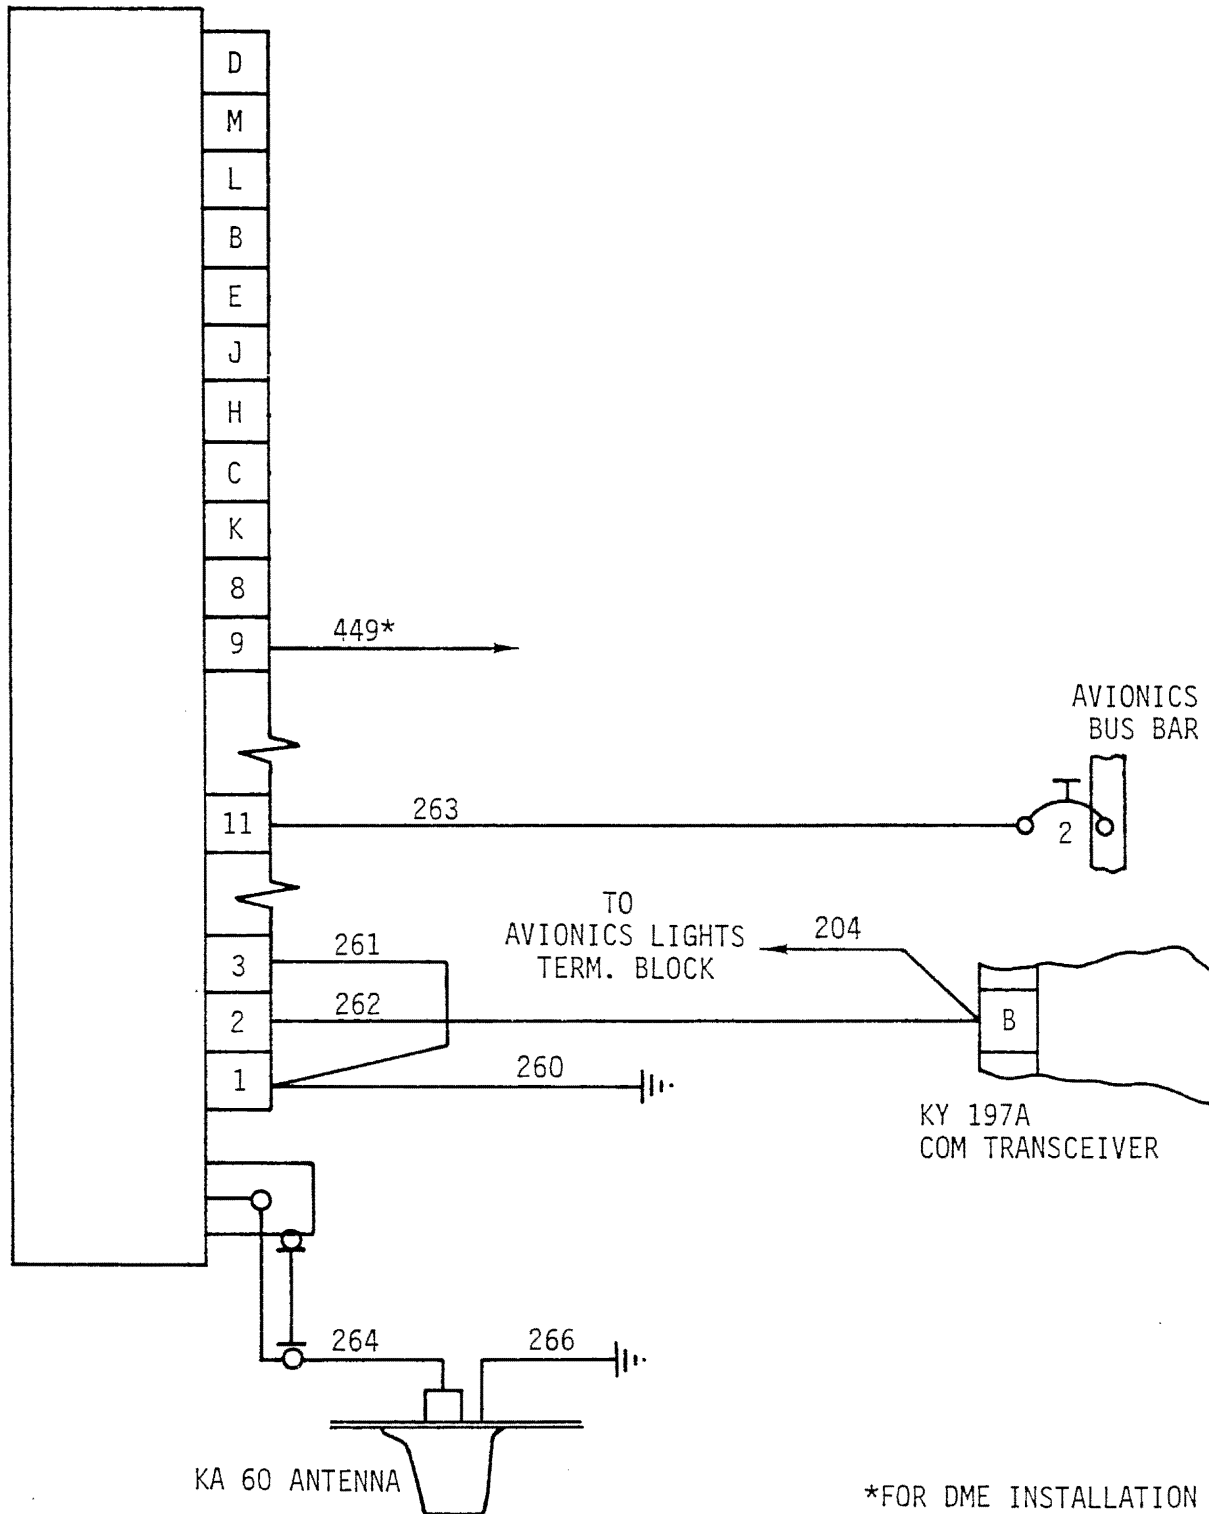 D
M
L
B
E
J
H
C
K
8
9
449*
AVIONICS
BUS BAR
11
263
2
TO
AVIONICS LIGHTS
TERM. BLOCK
204
3
261
2
262
B
1
260
KY 197A
COM TRANSCEIVER
264
266
KA 60 ANTENNA
*FOR DME INSTALLATION